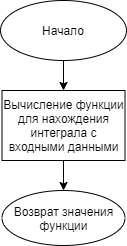 Начало
Вычисление функции
для нахождения
интеграла с
входными данными
Возврат значения
функции